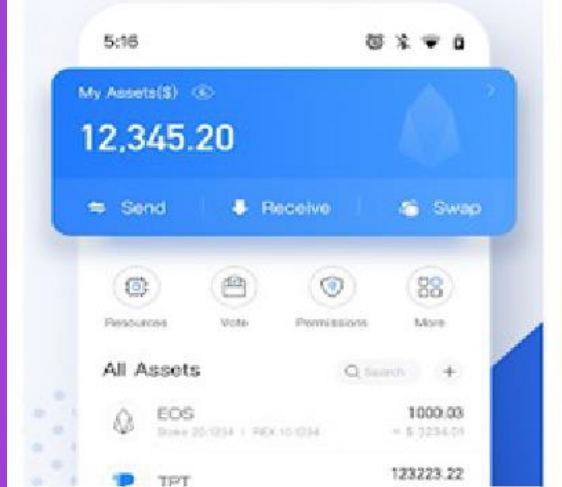 5:16
My Assets($)
12,345.20
Send Receive Swap
Resources Vote Permissions More
All Assets Search +
EOS 1000.03
TPT 123223.22